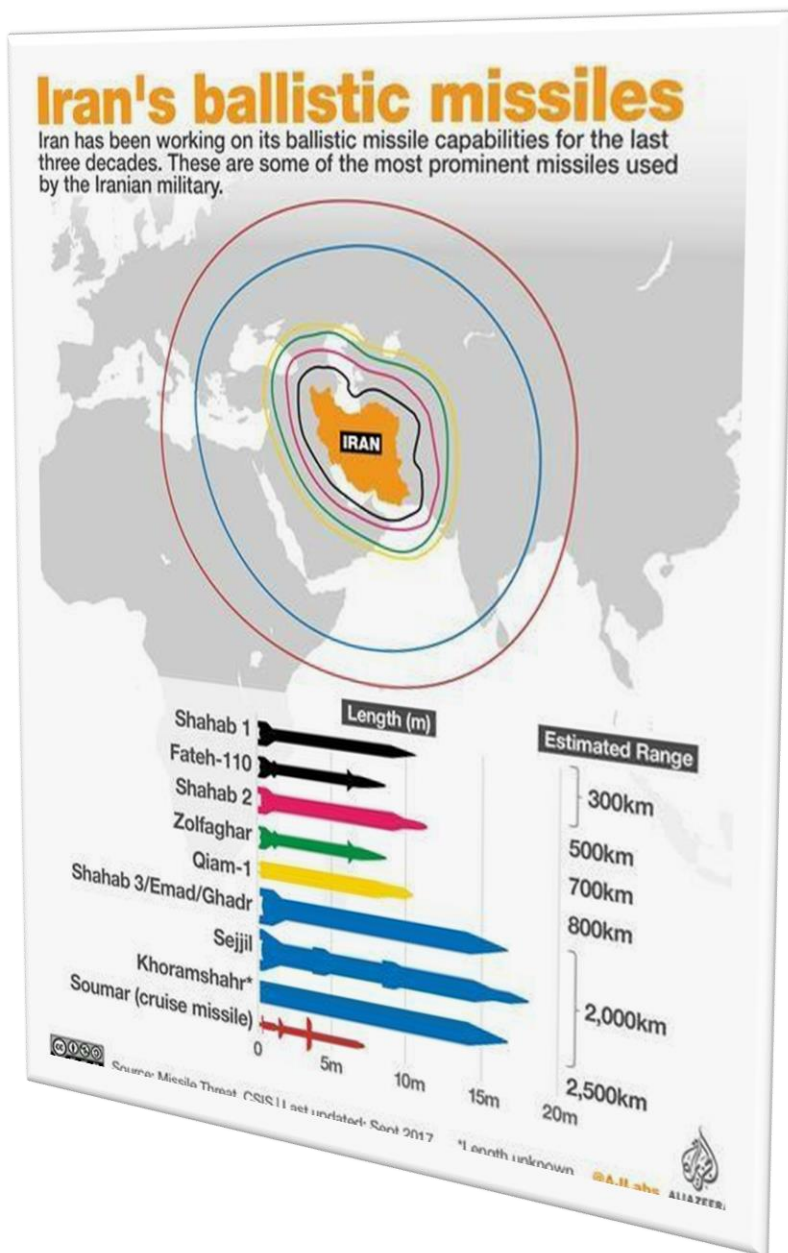 Iran's ballistic missiles
Iran has been working on its ballistic missile capabilities for the last
three decades. These are some of the most prominent missiles used
by the Iranian military.
IRAN
Length (m)
Estimated Range
Shahab 1
Fateh-110
Shahab 2
Zolfaghar
Qiam-1
Shahab 3/Emad/Ghadr
Sejjil
Khoramshahr*
Soumar (cruise missile)
300km
500km
700km
800km
2,000km
2,500km
0
5m
10m
15m
20m
Source: Missile Threat, CSIS | Last updated: Sept 2017
*Length unknown
@AJLabs
ALJAZEERA